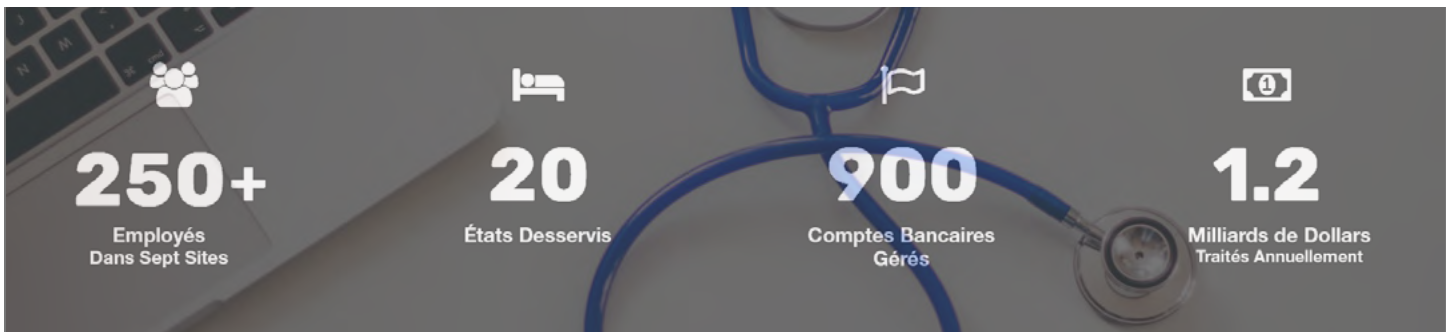 250+
Employés
Dans Sept Sites
20
États Desservis
900
Comptes Bancaires
Gérés
1.2
Milliards de Dollars
Traités Annuellement